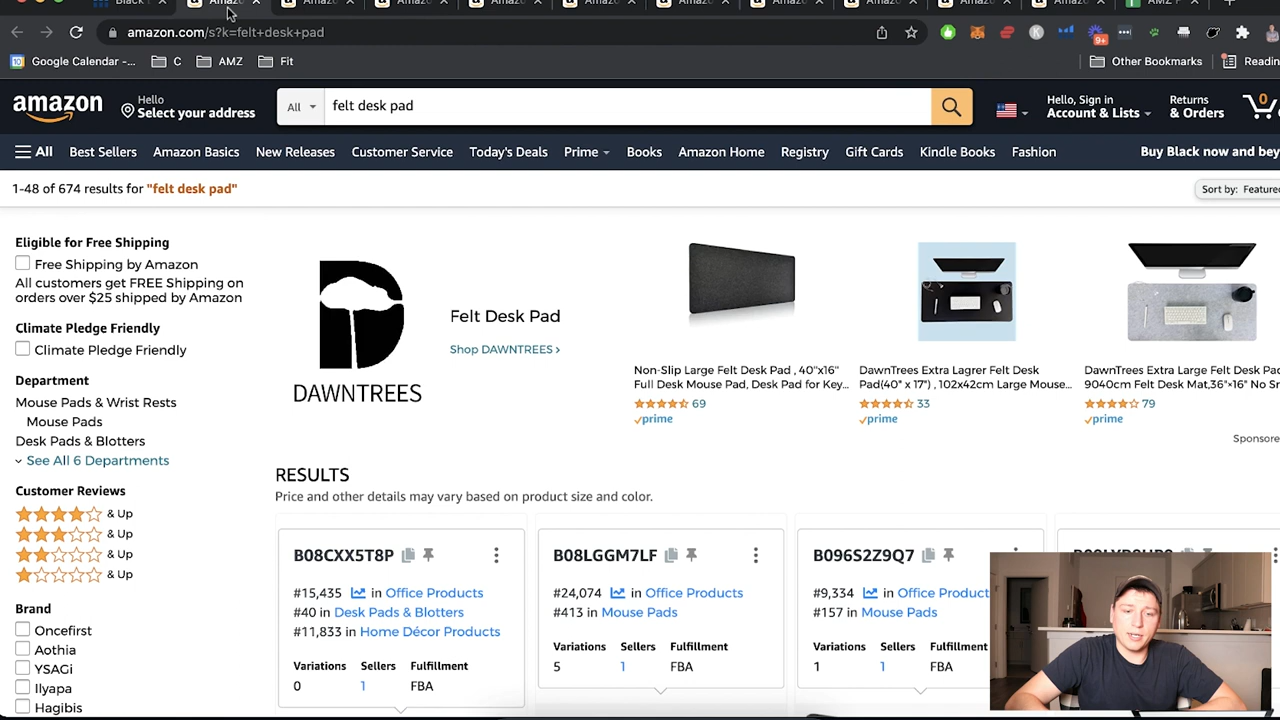 amazon.com/s?k=felt+desk+pad
9+
Google Calendar -...
C
AMZ
Fit
Other Bookmarks
amazon
Hello
Select your address
All
felt desk pad
Hello, Sign in
Account & Lists
Returns
& Orders
0
All
Best Sellers
Amazon Basics
New Releases
Customer Service
Today's Deals
Prime
Books
Amazon Home
Registry
Gift Cards
Kindle Books
Fashion
Buy Black now and bey
1-48 of 674 results for "felt desk pad"
Sort by: Feature
Eligible for Free Shipping
Free Shipping by Amazon
All customers get FREE Shipping on
orders over $25 shipped by Amazon
Climate Pledge Friendly
Climate Pledge Friendly
Department
Mouse Pads & Wrist Rests
Mouse Pads
Desk Pads & Blotters
See All 6 Departments
Customer Reviews
& Up
& Up
& Up
& Up
Brand
Oncefirst
Aothia
YSAGi
Ilyapa
Hagibis
DAWNTREES
Felt Desk Pad
Shop DAWNTREES ›
Non-Slip Large Felt Desk Pad , 40"x16"
Full Desk Mouse Pad, Desk Pad for Key...
69
prime
DawnTrees Extra Lagrer Felt Desk
Pad(40" x 17") , 102x42cm Large Mouse...
33
prime
DawnTrees Extra Large Felt Desk Pad
9040cm Felt Desk Mat,36"×16" No S
79
prime
Sponsore
RESULTS
Price and other details may vary based on product size and color.
B08CXX5T8P
#15,435 in Office Products
#40 in Desk Pads & Blotters
#11,833 in Home Décor Products
Variations Sellers Fulfillment
0 1 FBA
B08LGGM7LF
#24,074 in Office Products
#413 in Mouse Pads
Variations Sellers Fulfillment
5 1 FBA
B096S2Z9Q7
#9,334 in Office Product
#157 in Mouse Pads
Variations Sellers Fulfillment
1 1 FBA